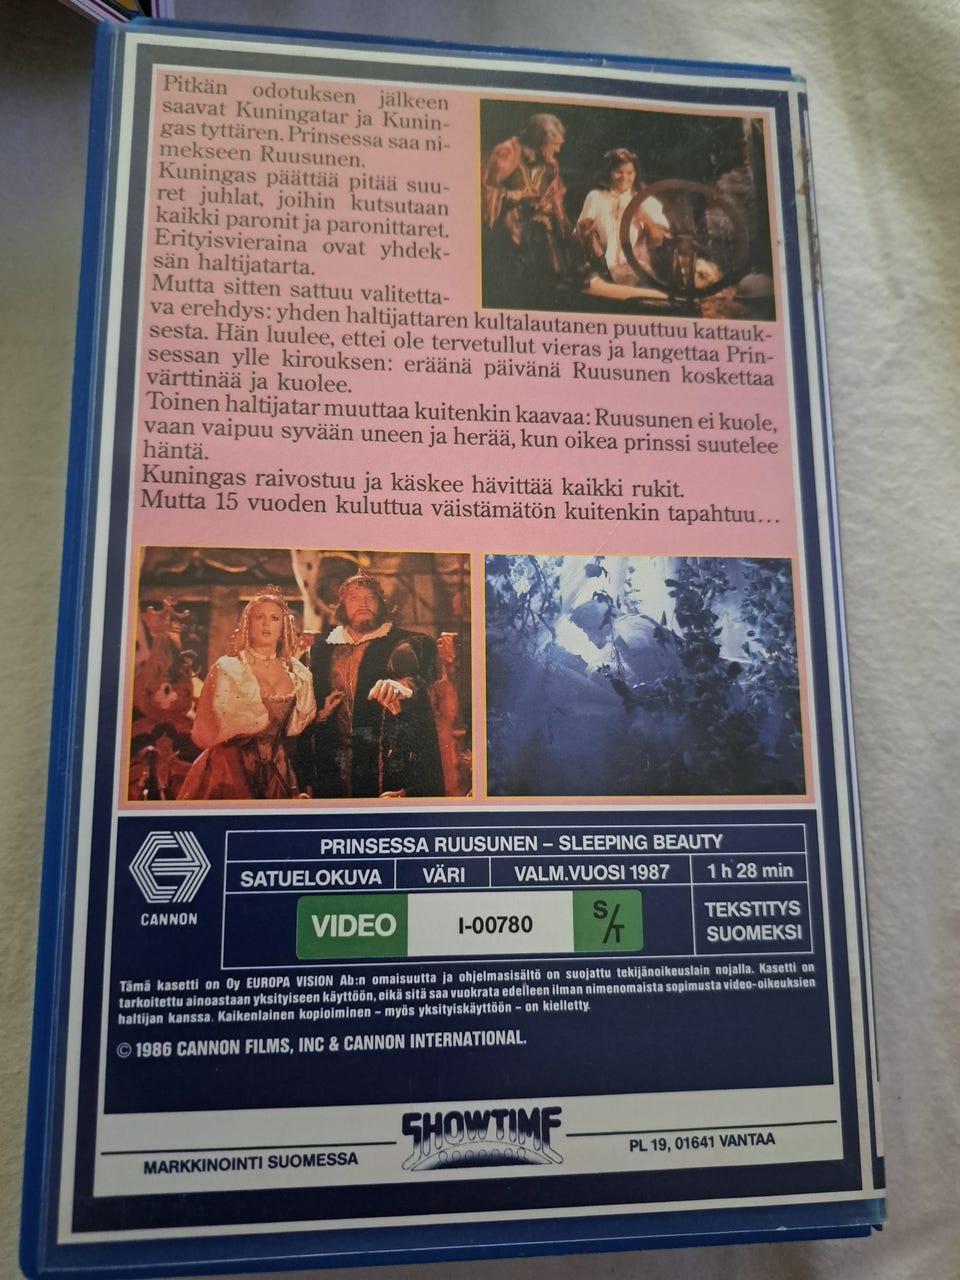 Pitkän odotuksen jälkeen
saavat Kuningatar ja Kunin-
gas tyttären. Prinsessa saa ni-
mekseen Ruusunen.
Kuningas päättää pitää suu-
ret juhlat, joihin kutsutaan
kaikki paronit ja paronittaret.
Erityisvieraina ovat yhdek-
sän haltijatarta.
Mutta sitten sattuu valitetta-
va erehdys: yhden haltijattaren kultalautanen puuttuu kattauk-
sesta. Hän luulee, ettei ole tervetullut vieras ja langettaa Prin-
sessan ylle kirouksen: eräänä päivänä Ruusunen koskettaa
värttinää ja kuolee.
Toinen haltijatar muuttaa kuitenkin kaavaa: Ruusunen ei kuole,
vaan vaipuu syvään uneen ja herää, kun oikea prinssi suutelee
häntä.
Kuningas raivostuu ja käskee hävittää kaikki rukit.
Mutta 15 vuoden kuluttua väistämätön kuitenkin tapahtuu...
CANNON
PRINSESSA RUUSUNEN – SLEEPING BEAUTY
SATUELOKUVA VÄRI VALM.VUOSI 1987 1 h 28 min
VIDEO I-00780 S/T
TEKSTITYS
SUOMEKSI
Tämä kasetti on Oy EUROPA VISION Ab:n omaisuutta ja ohjelmasisältö on suojattu tekijänoikeuslain nojalla. Kasetti on
tarkoitettu ainoastaan yksityiseen käyttöön, eikä sitä saa vuokrata edelleen ilman nimenomaista sopimusta video-oikeuksien
haltijan kanssa. Kaikenlainen kopioiminen – myös yksityiskäyttöön – on kielletty.
© 1986 CANNON FILMS, INC & CANNON INTERNATIONAL.
SHOWTIME
MARKKINOINTI SUOMESSA
PL 19, 01641 VANTAA